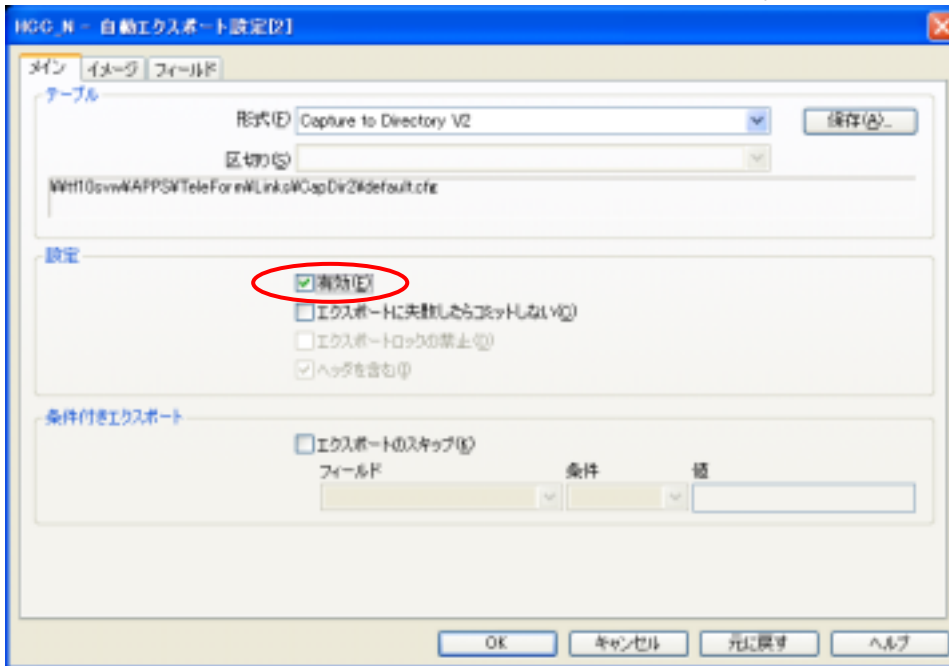 HGC_N - 自動エクスポート設定[2]
メイン イメージ フィールド
テーブル
形式(F) Capture to Directory V2 保存(A)...
区切り(S)
¥¥tf10svw¥APPS¥TeleForm¥Links¥CapDir2¥default.cfg
設定
有効(E)
エクスポートに失敗したらコミットしない(C)
エクスポートロックの禁止(D)
ヘッダを含む(I)
条件付きエクスポート
エクスポートのスキップ(K)
フィールド 条件 値
OK キャンセル 元に戻す ヘルプ